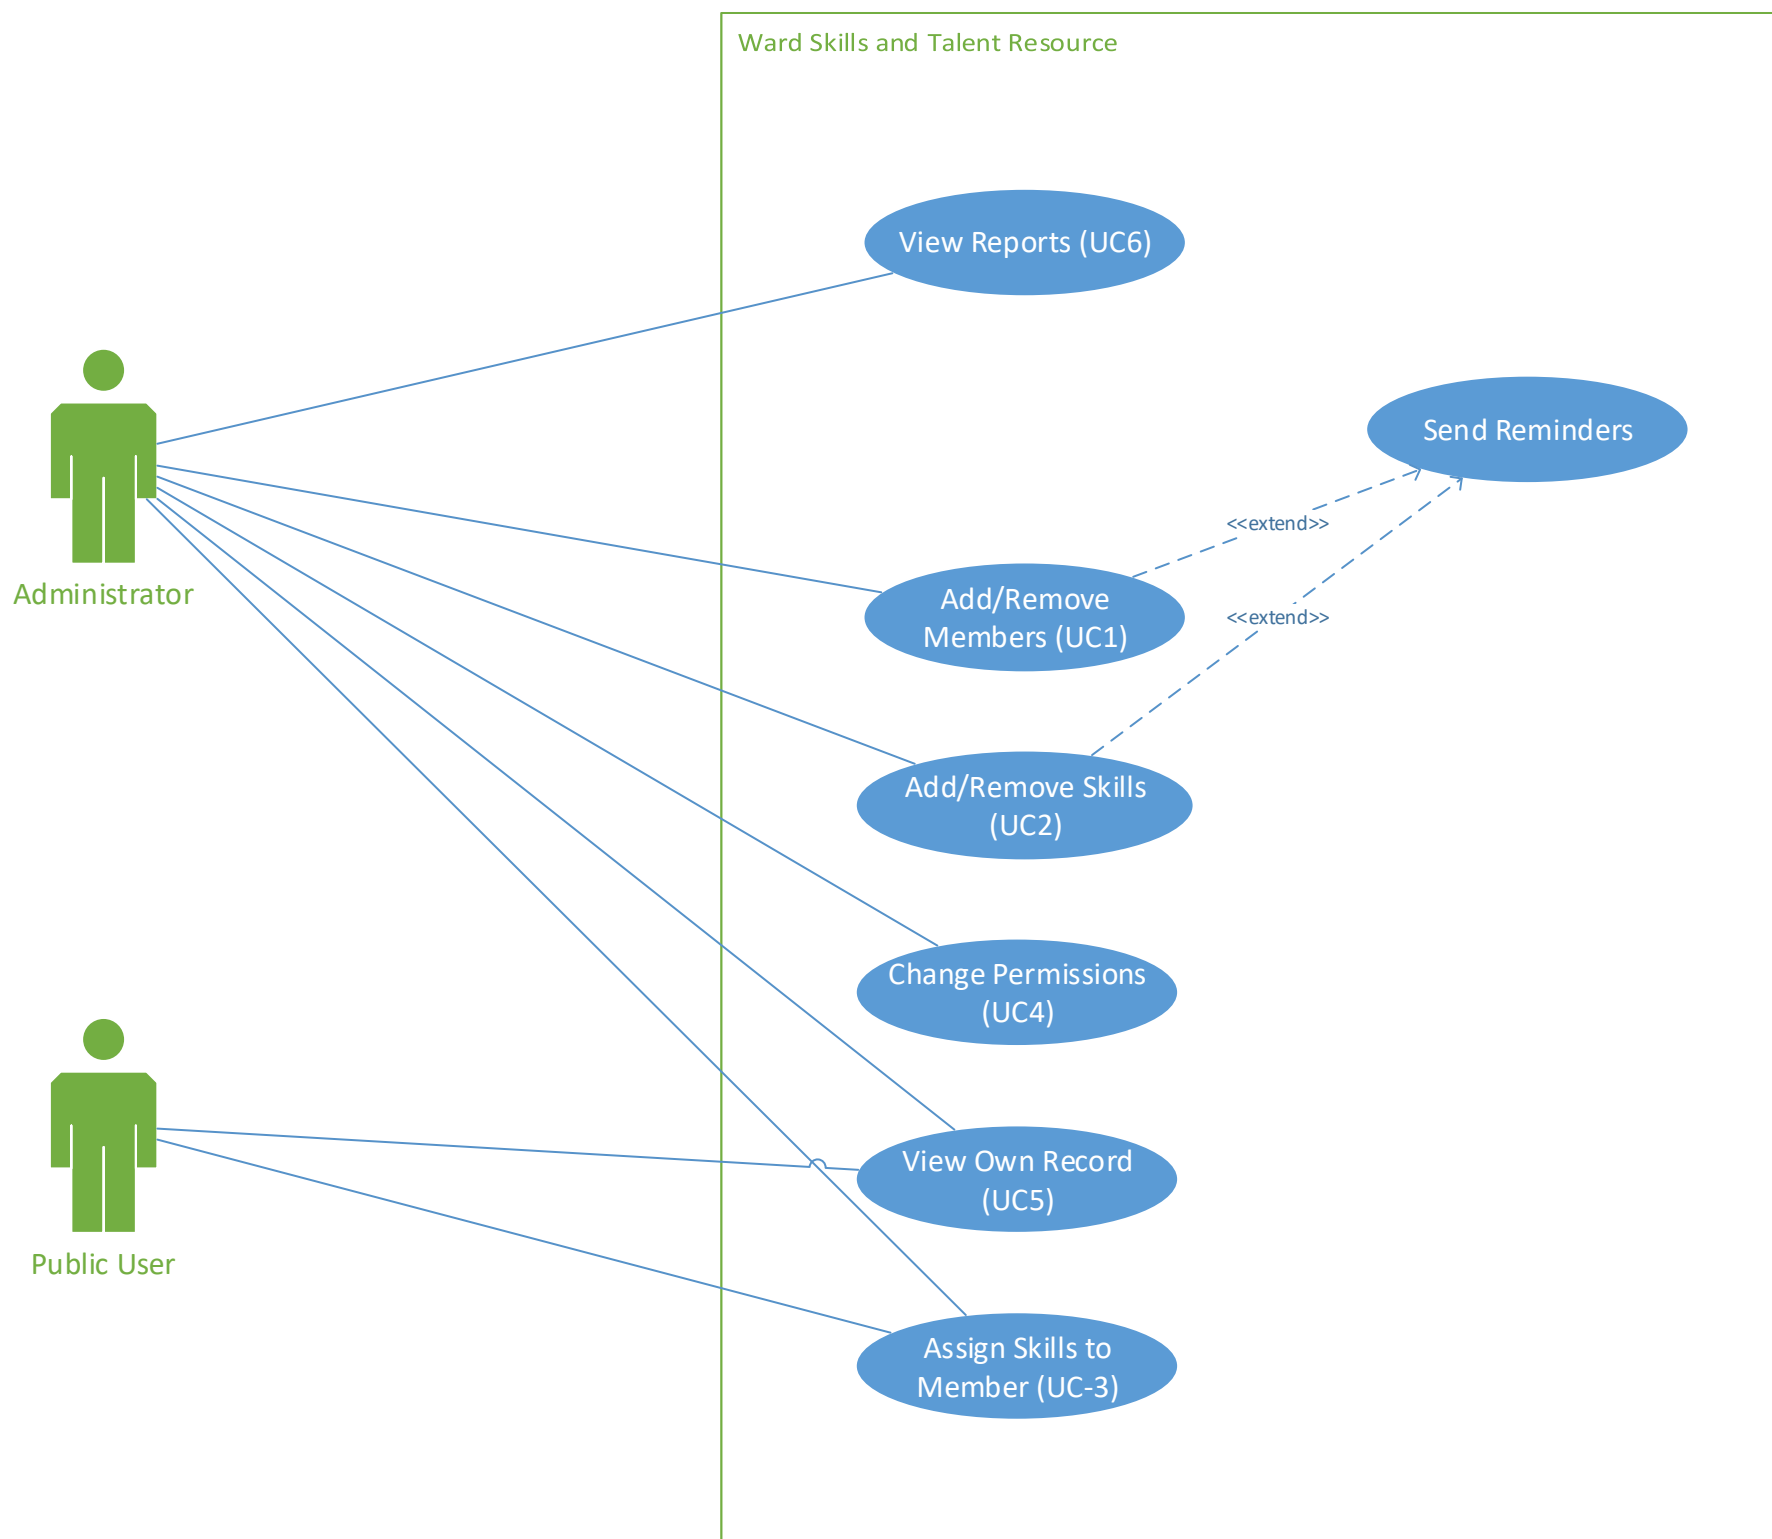 Ward Skills and Talent Resource
View Reports (UC6)
Send Reminders
<<extend>>
Administrator
Add/Remove
Members (UC1)
<<extend>>
Add/Remove Skills
(UC2)
Change Permissions
(UC4)
View Own Record
(UC5)
Public User
Assign Skills to
Member (UC-3)